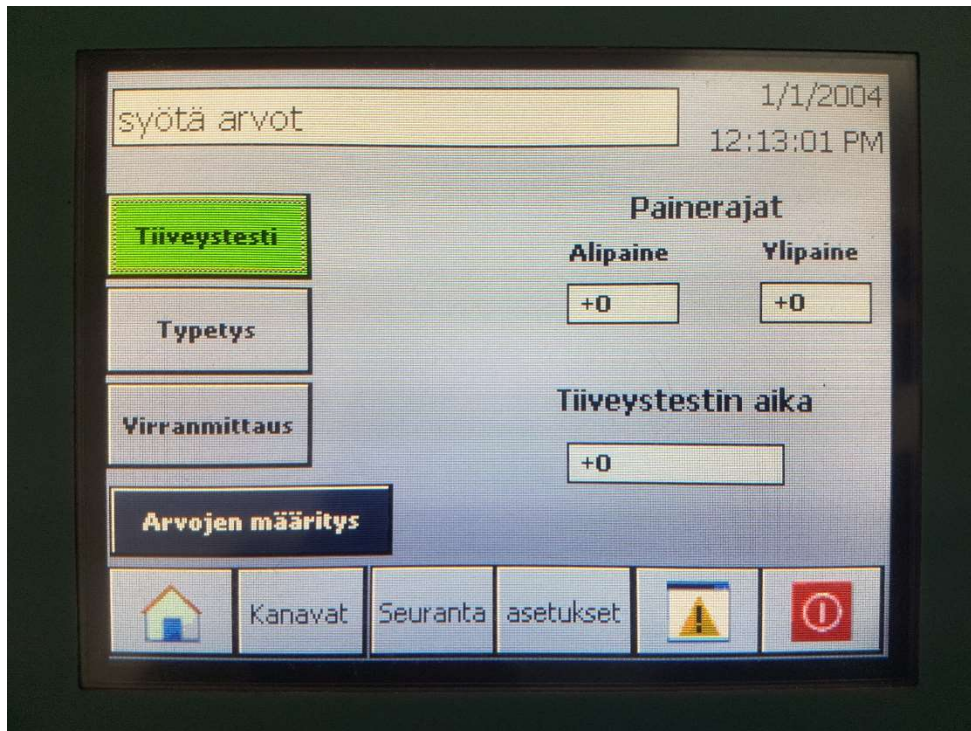 syötä arvot
1/1/2004
12:13:01 PM
Tiiveystesti
Typetys
Virranmittaus
Arvojen määritys
Painerajat
Alipaine Ylipaine
+0 +0
Tiiveystestin aika
+0
Kanavat Seuranta asetukset